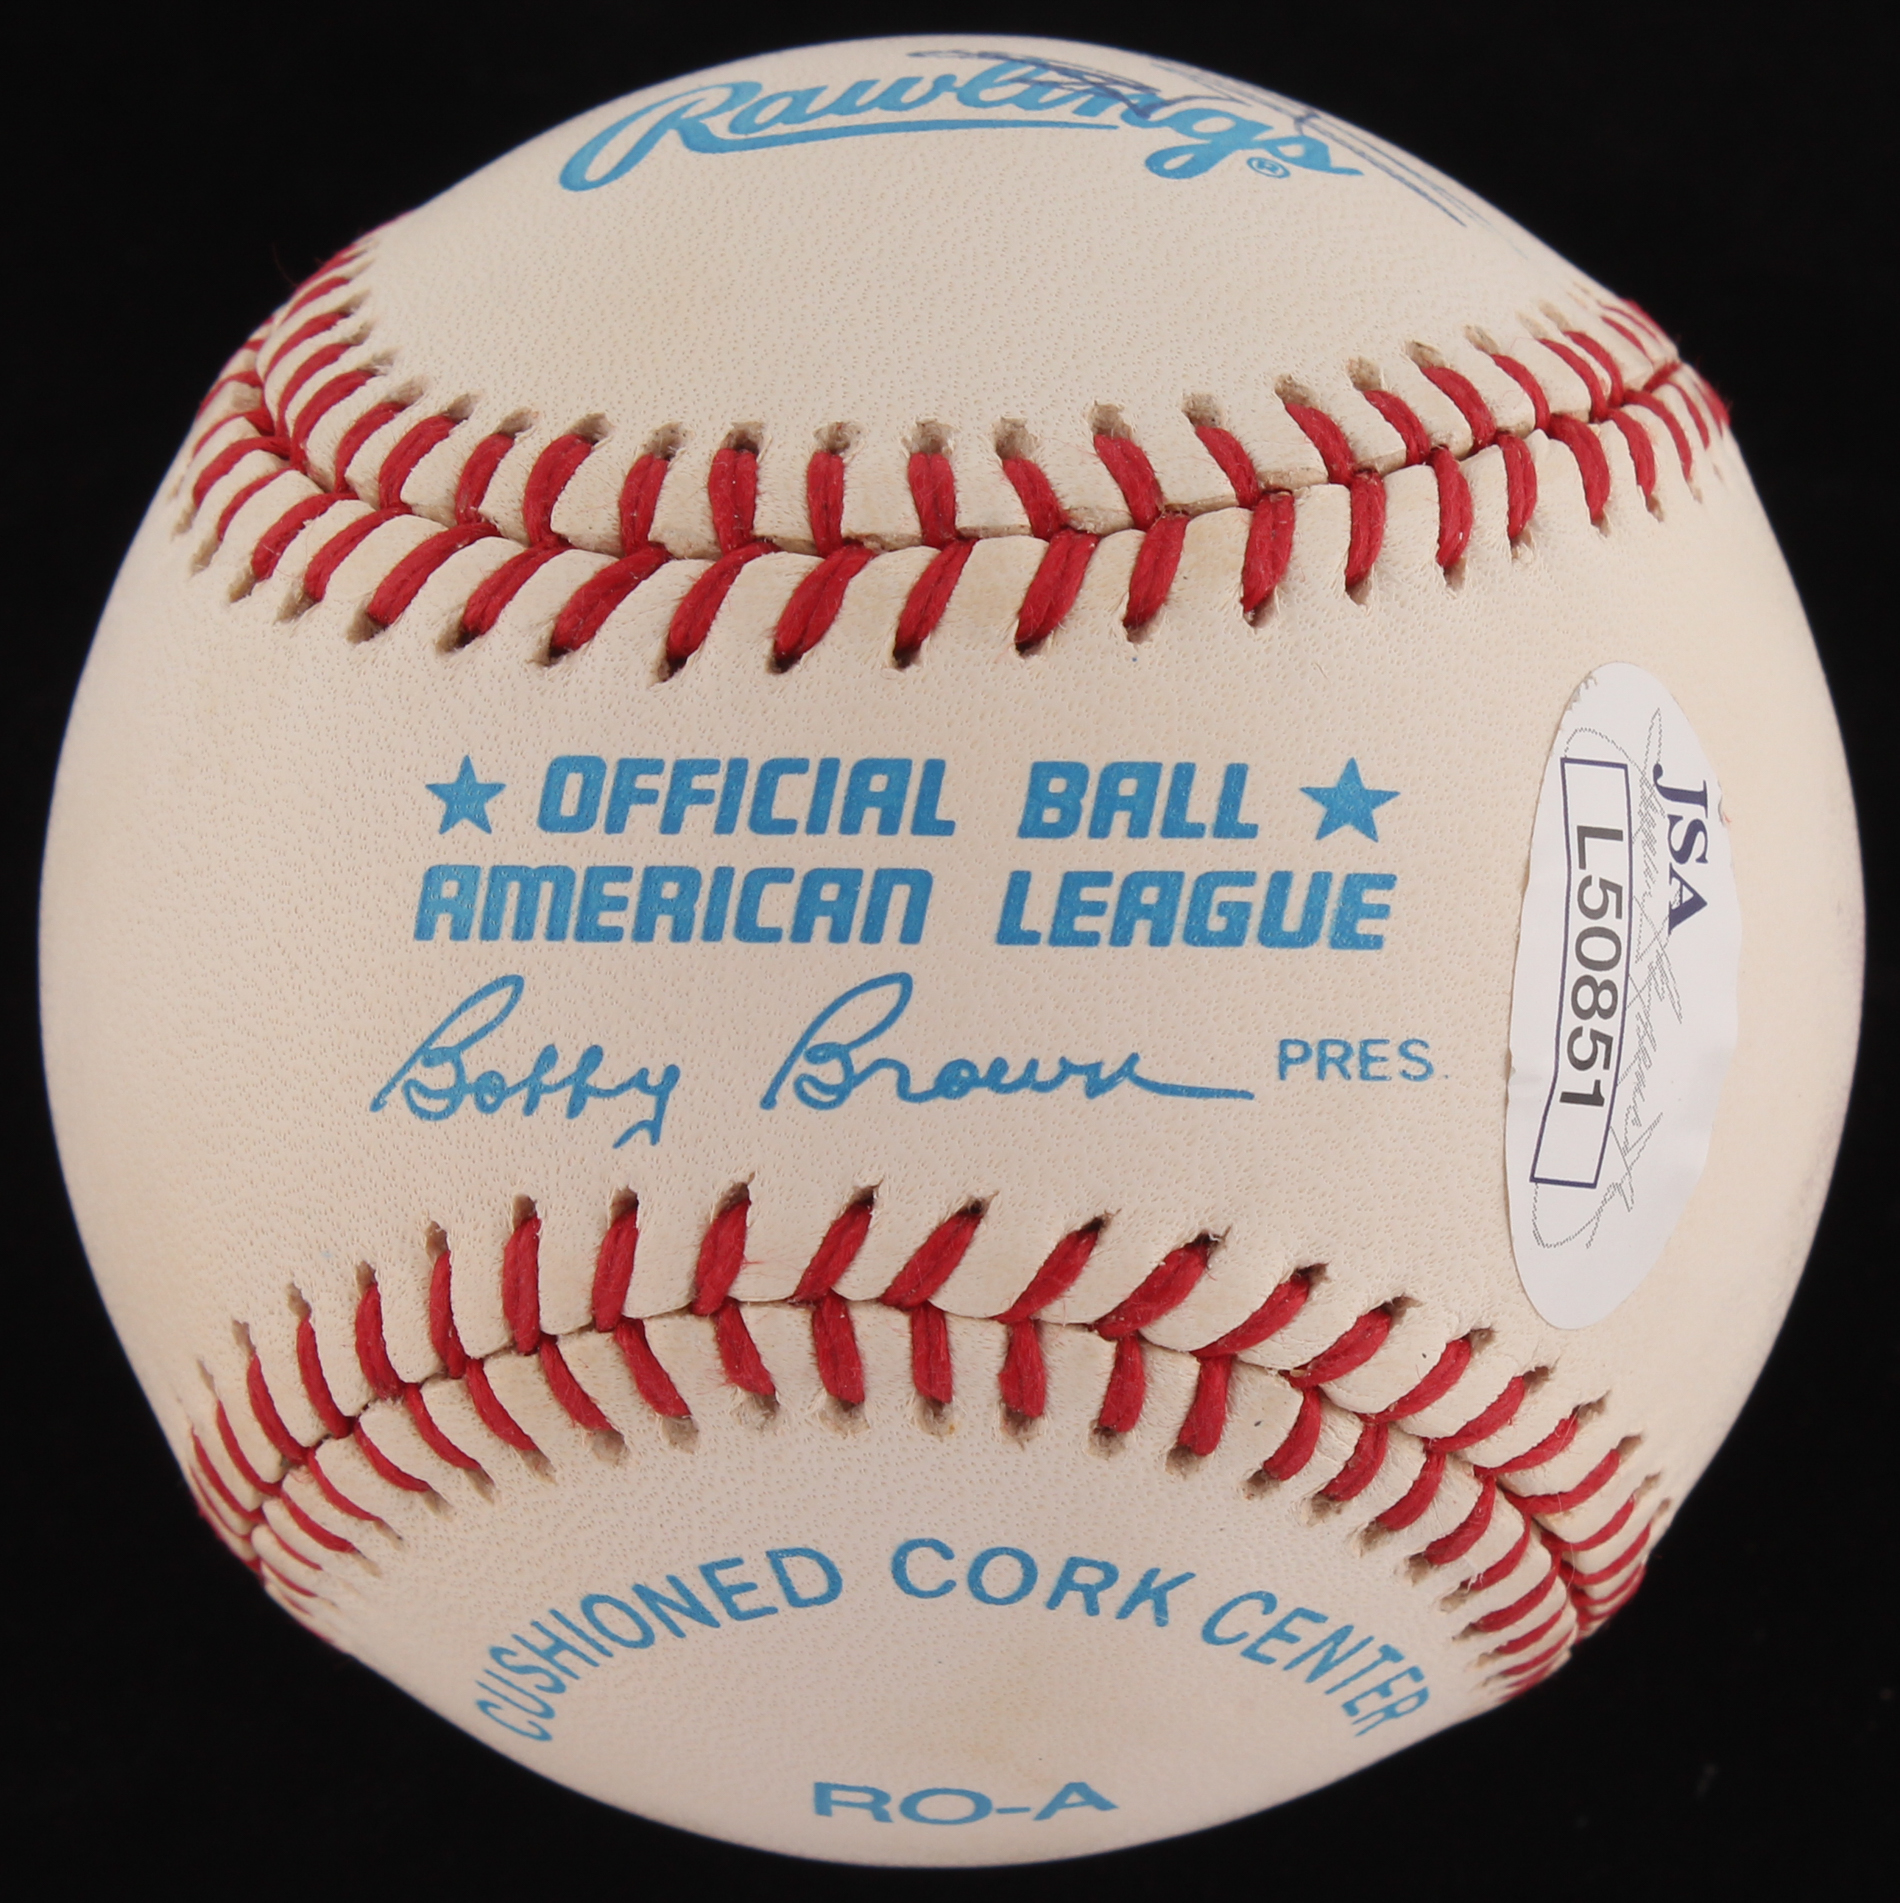 Rawlings ®
★ OFFICIAL BALL ★
AMERICAN LEAGUE
Bobby Brown PRES.
JSA
L50851
CUSHIONED CORK CENTER
RO-A